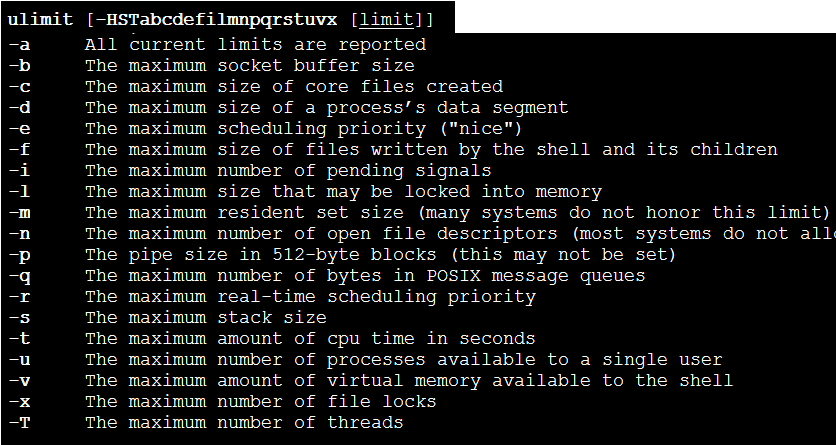 ulimit [-HSTabcdefilmnpqrstuvx [limit]]
-a All current limits are reported
-b The maximum socket buffer size
-c The maximum size of core files created
-d The maximum size of a process’s data segment
-e The maximum scheduling priority ("nice")
-f The maximum size of files written by the shell and its children
-i The maximum number of pending signals
-l The maximum size that may be locked into memory
-m The maximum resident set size (many systems do not honor this limit)
-n The maximum number of open file descriptors (most systems do not
-p The pipe size in 512-byte blocks (this may not be set)
-q The maximum number of bytes in POSIX message queues
-r The maximum real-time scheduling priority
-s The maximum stack size
-t The maximum amount of cpu time in seconds
-u The maximum number of processes available to a single user
-v The maximum amount of virtual memory available to the shell
-x The maximum number of file locks
-T The maximum number of threads